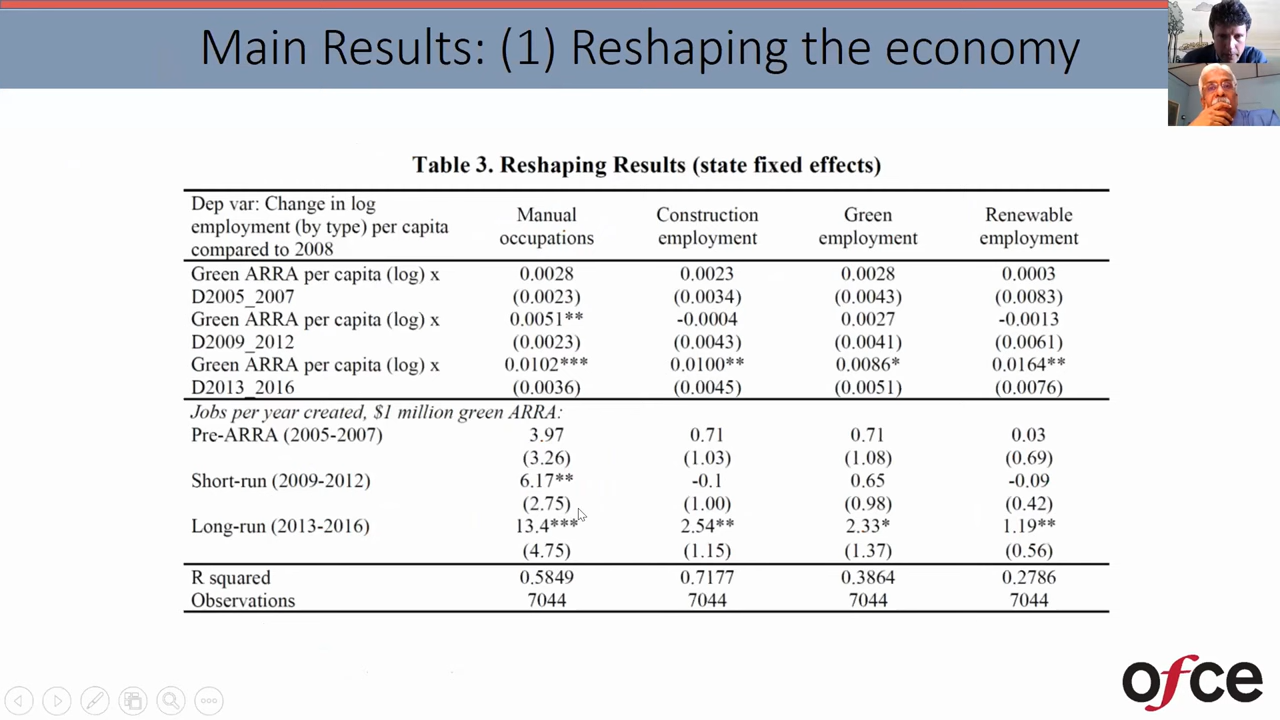 Main Results: (1) Reshaping the economy
Table 3. Reshaping Results (state fixed effects)
Dep var: Change in log employment (by type) per capita compared to 2008 Manual occupations Construction employment Green employment Renewable employment
Green ARRA per capita (log) x 0.0028 0.0023 0.0028 0.0003
D2005_2007 (0.0023) (0.0034) (0.0043) (0.0083)
Green ARRA per capita (log) x 0.0051** -0.0004 0.0027 -0.0013
D2009_2012 (0.0023) (0.0043) (0.0041) (0.0061)
Green ARRA per capita (log) x 0.0102*** 0.0100** 0.0086* 0.0164**
D2013_2016 (0.0036) (0.0045) (0.0051) (0.0076)
Jobs per year created, $1 million green ARRA:
Pre-ARRA (2005-2007) 3.97 0.71 0.71 0.03
(3.26) (1.03) (1.08) (0.69)
Short-run (2009-2012) 6.17** -0.1 0.65 -0.09
(2.75) (1.00) (0.98) (0.42)
Long-run (2013-2016) 13.4*** 2.54** 2.33* 1.19**
(4.75) (1.15) (1.37) (0.56)
R squared 0.5849 0.7177 0.3864 0.2786
Observations 7044 7044 7044 7044
ofce